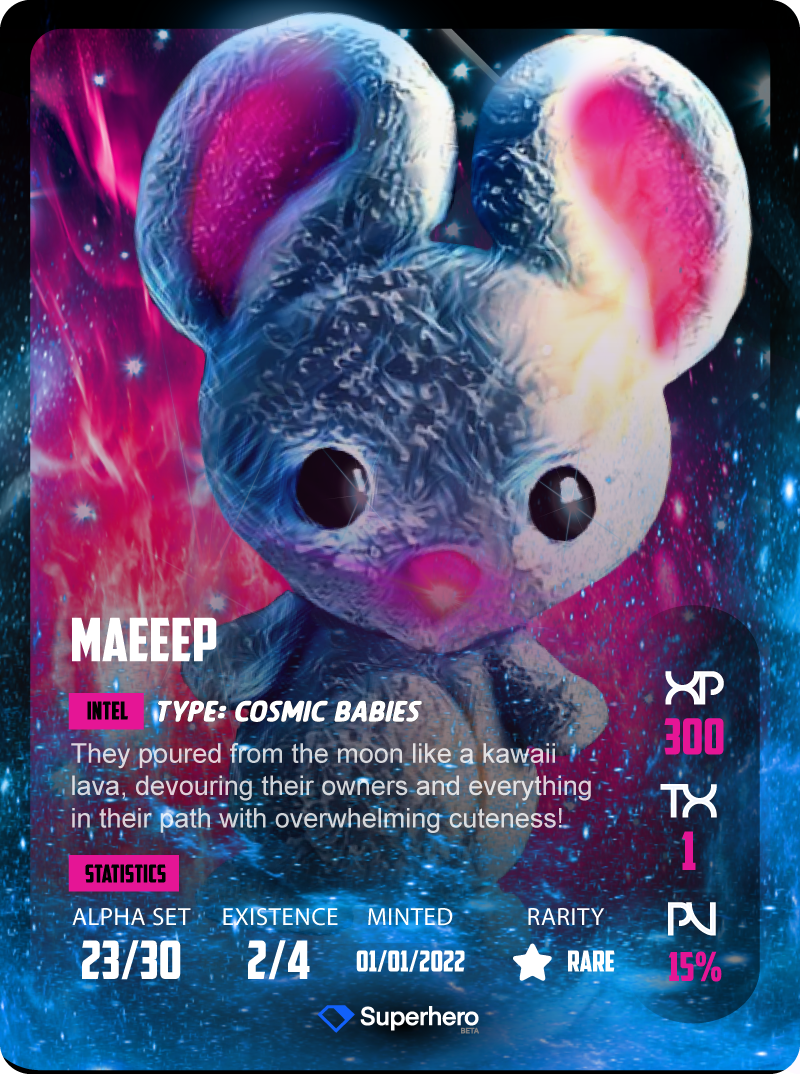 MAEEEP
INTEL TYPE: COSMIC BABIES
They poured from the moon like a kawaii
lava, devouring their owners and everything
in their path with overwhelming cuteness!
STATISTICS
ALPHA SET EXISTENCE MINTED RARITY
23/30 2/4 01/01/2022 RARE
XP
300
TX
1
PV
15%
Superhero
BETA